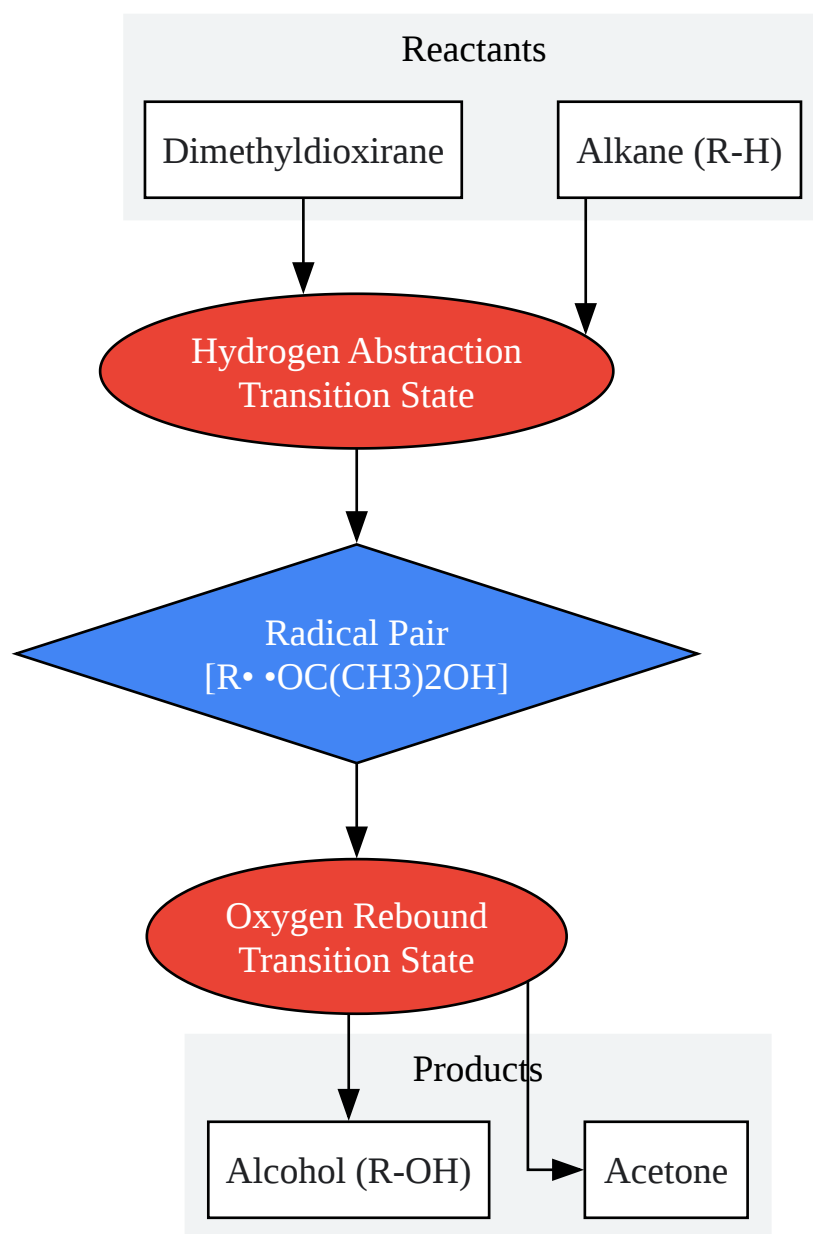 Reactants
Dimethyldioxirane
Alkane (R-H)
Hydrogen Abstraction
Transition State
Radical Pair
[R• •OC(CH3)2OH]
Oxygen Rebound
Transition State
Products
Alcohol (R-OH)
Acetone